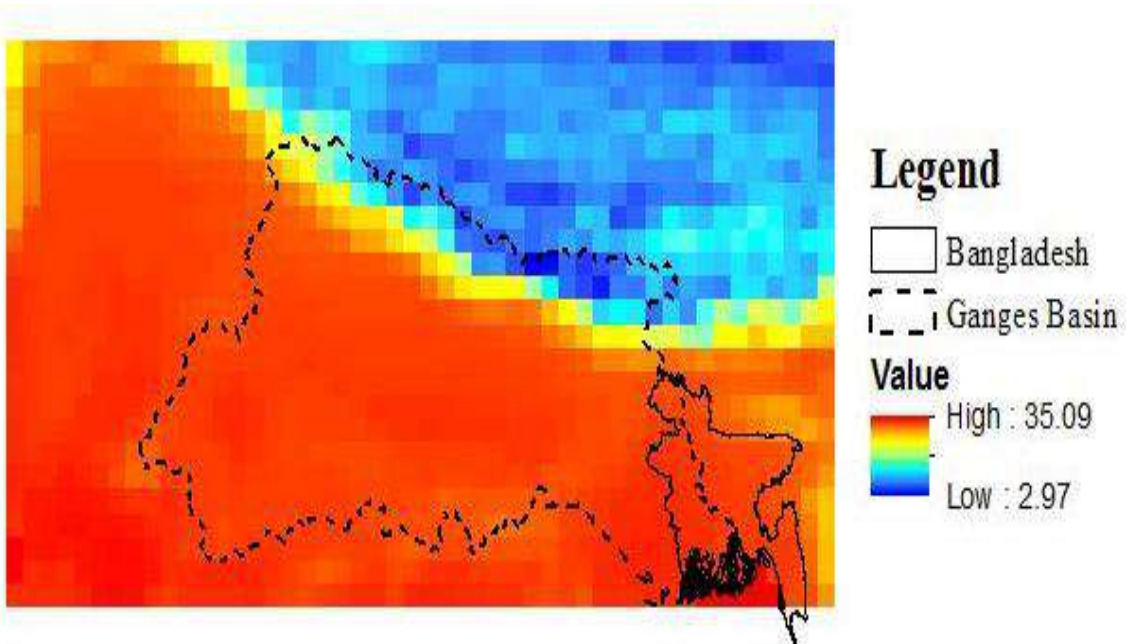 Legend
Bangladesh
Ganges Basin
Value
High : 35.09
Low : 2.97